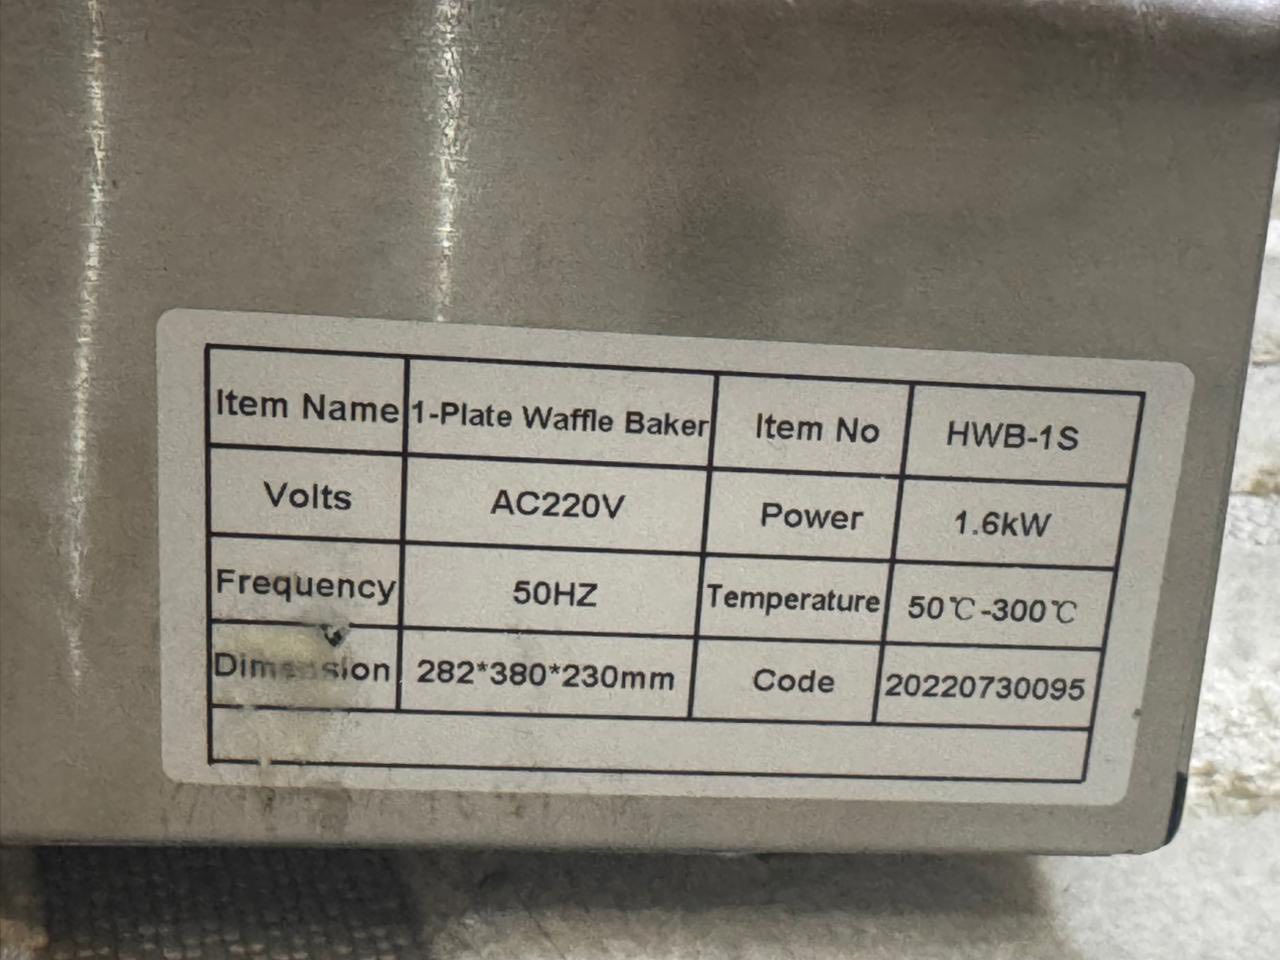 Item Name 1-Plate Waffle Baker Item No HWB-1S
Volts AC220V Power 1.6kW
Frequency 50HZ Temperature 50℃-300℃
Dimension 282*380*230mm Code 20220730095